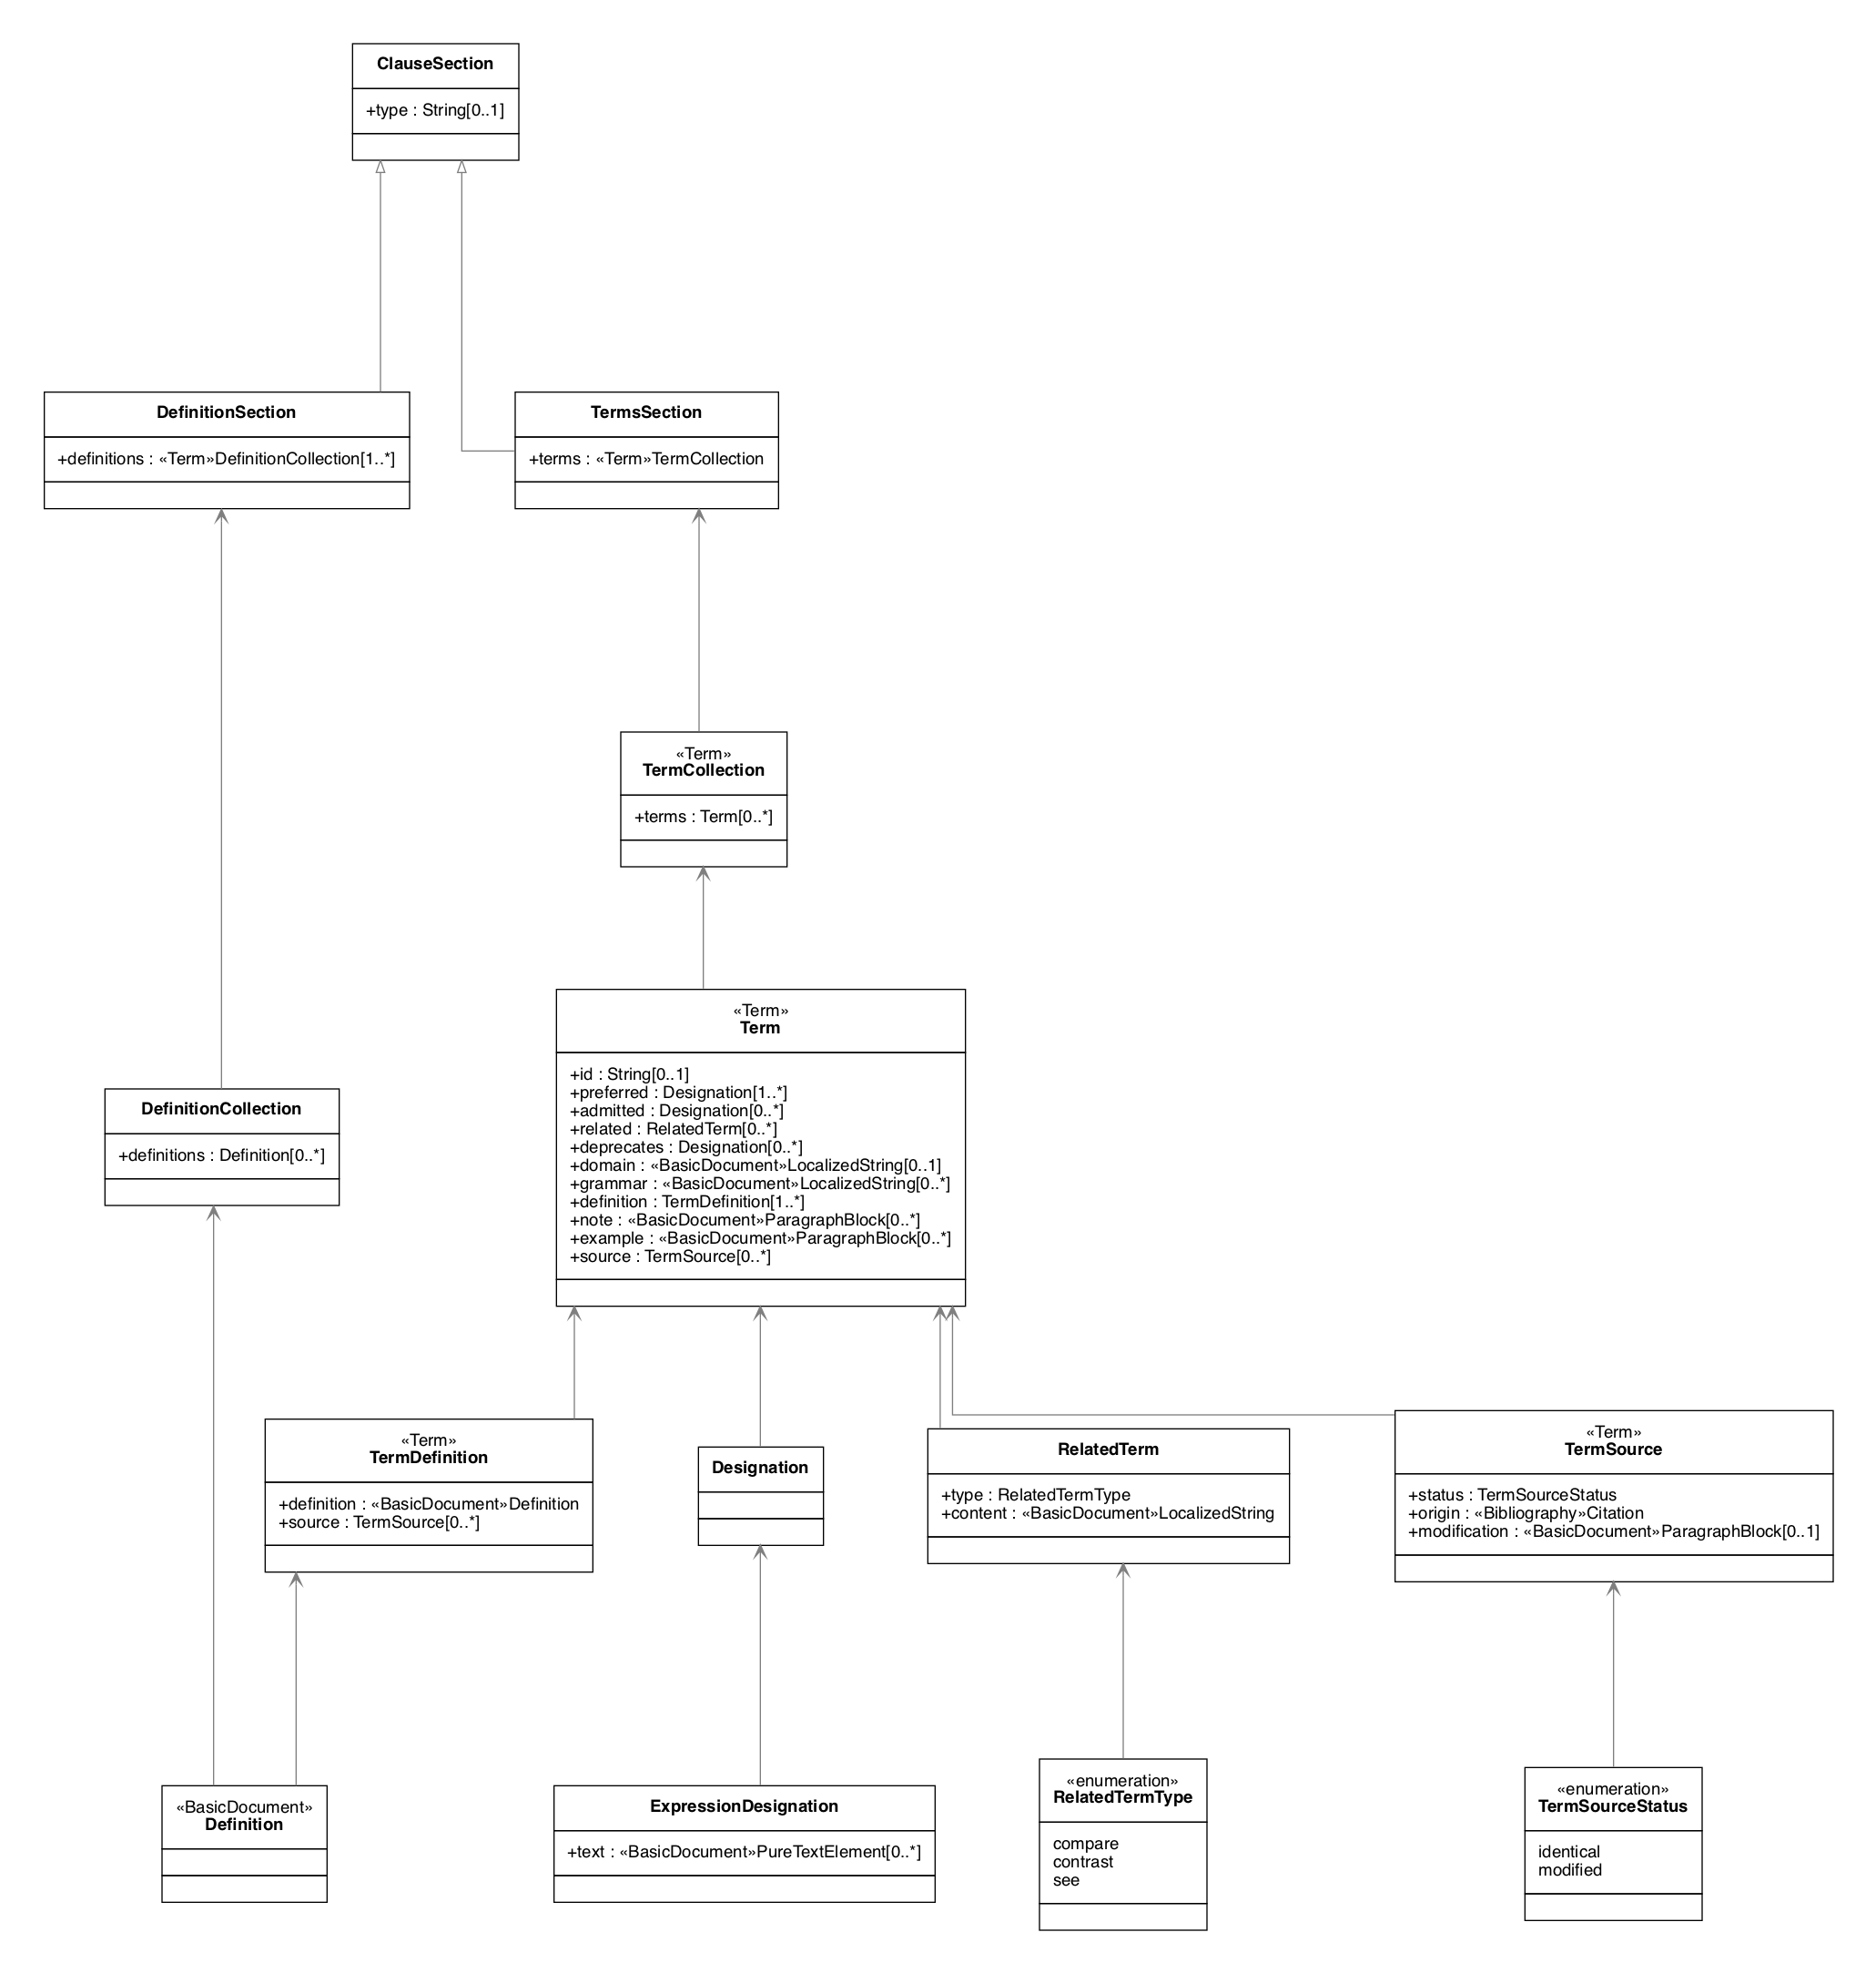 ClauseSection
+type : String[0..1]
DefinitionSection
+definitions : «Term»DefinitionCollection[1..*]
TermsSection
+terms : «Term»TermCollection
«Term»
TermCollection
+terms : Term[0..*]
«Term»
Term
+id : String[0..1]
+preferred : Designation[1..*]
+admitted : Designation[0..*]
+related : RelatedTerm[0..*]
+deprecates : Designation[0..*]
+domain : «BasicDocument»LocalizedString[0..1]
+grammar : «BasicDocument»LocalizedString[0..*]
+definition : TermDefinition[1..*]
+note : «BasicDocument»ParagraphBlock[0..*]
+example : «BasicDocument»ParagraphBlock[0..*]
+source : TermSource[0..*]
DefinitionCollection
+definitions : Definition[0..*]
«Term»
TermDefinition
+definition : «BasicDocument»Definition
+source : TermSource[0..*]
Designation
RelatedTerm
+type : RelatedTermType
+content : «BasicDocument»LocalizedString
«Term»
TermSource
+status : TermSourceStatus
+origin : «Bibliography»Citation
+modification : «BasicDocument»ParagraphBlock[0..1]
«BasicDocument»
Definition
ExpressionDesignation
+text : «BasicDocument»PureTextElement[0..*]
«enumeration»
RelatedTermType
compare
contrast
see
«enumeration»
TermSourceStatus
identical
modified